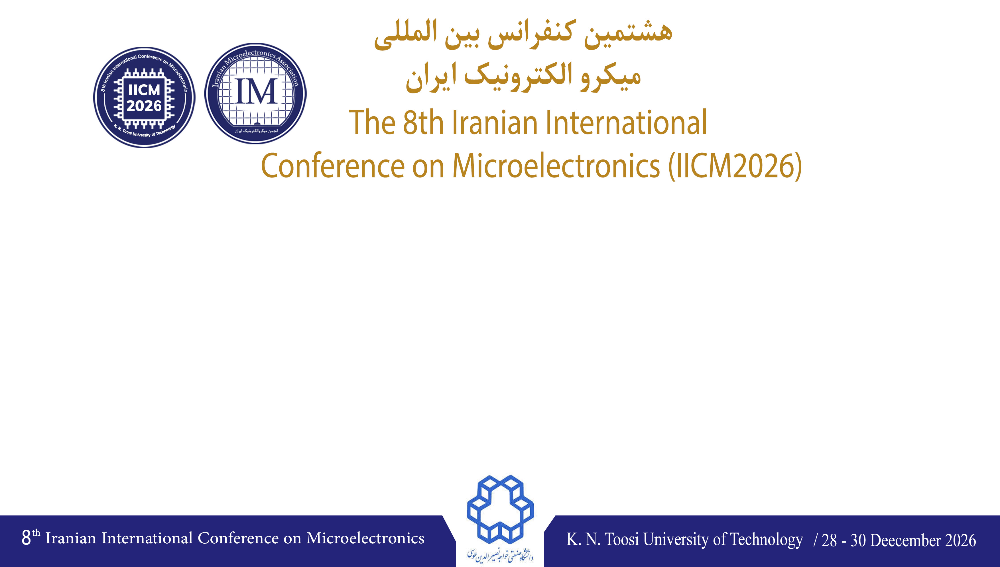 هشتمین کنفرانس بین المللی
میکرو الکترونیک ایران
The 8th Iranian International
Conference on Microelectronics (IICM2026)
8th Iranian International Conference on Microelectronic
IICM
2026
K. N. Toosi University of Technology
Iranian Microelectronics Association
IM
انجمن میکروالکترونیک ایران
8th Iranian International Conference on Microelectronics
دانشگاه صنعتی خواجه نصیرالدین طوسی
K. N. Toosi University of Technology / 28 - 30 Deecember 2026